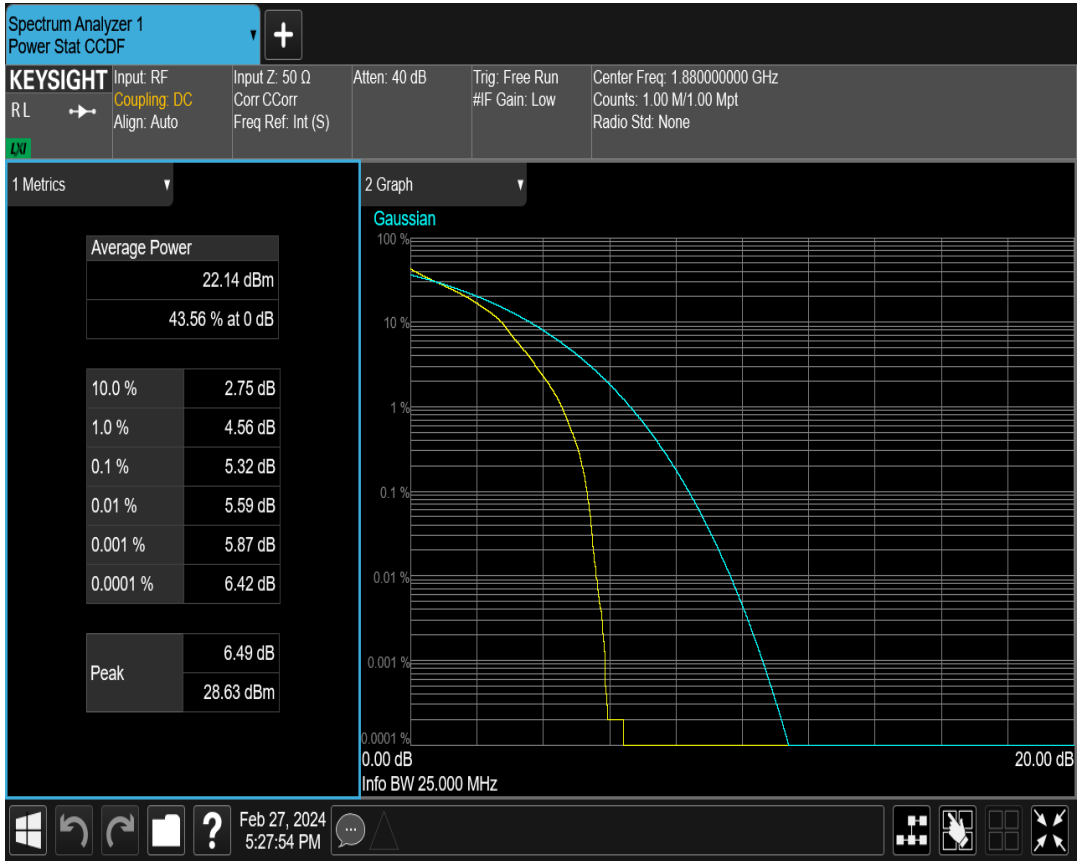 Spectrum Analyzer 1
Power Stat CCDF
+
KEYSIGHT
RL
LXI
Input: RF
Coupling: DC
Align: Auto
Input Z: 50 Ω
Corr CCorr
Freq Ref: Int (S)
Atten: 40 dB
Trig: Free Run
#IF Gain: Low
Center Freq: 1.880000000 GHz
Counts: 1.00 M/1.00 Mpt
Radio Std: None
1 Metrics
Average Power
22.14 dBm
43.56 % at 0 dB
10.0 % 2.75 dB
1.0 % 4.56 dB
0.1 % 5.32 dB
0.01 % 5.59 dB
0.001 % 5.87 dB
0.0001 % 6.42 dB
Peak
6.49 dB
28.63 dBm
2 Graph
Gaussian
100 %
10 %
1 %
0.1 %
0.01 %
0.001 %
0.0001 %
0.00 dB 20.00 dB
Info BW 25.000 MHz
?
Feb 27, 2024
5:27:54 PM